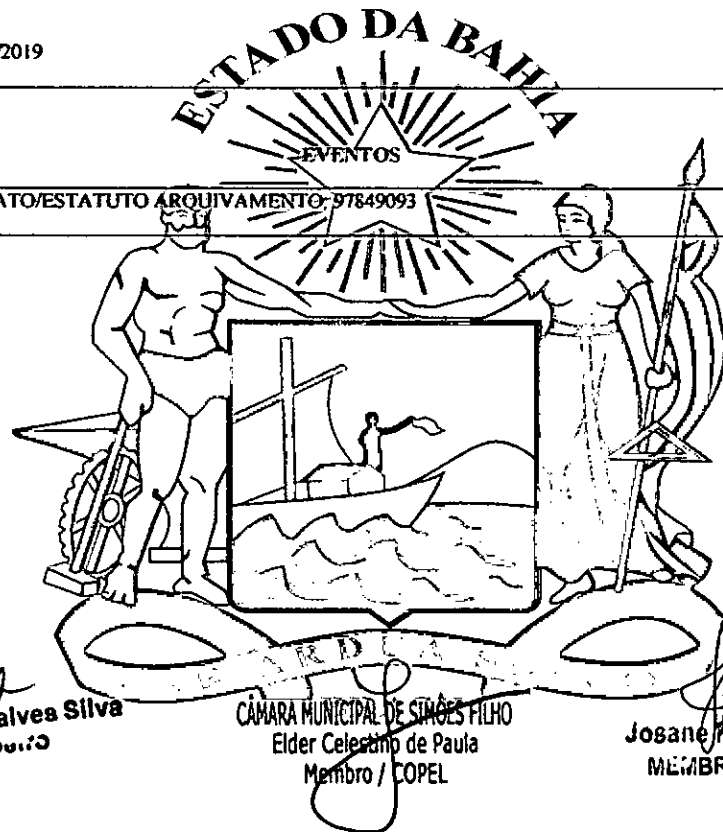 /2019
ESTADO DA BAHIA
EVENTOS
ATO/ESTATUTO ARQUIVAMENTO: 97849093
alves Silva
CÂMARA MUNICIPAL DE SIMÕES FILHO
Elder Celestino de Paula
Membro / COPEL
Josane
MEMBR